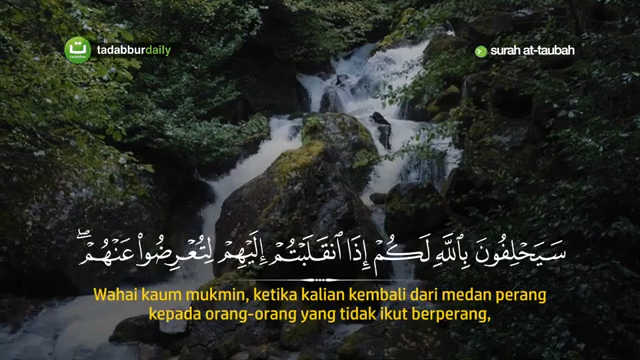 tadabburdaily
surah at-taubah
سَيَحْلِفُونَ بِٱللَّهِ لَكُمْ إِذَا ٱنقَلَبْتُمْ إِلَيْهِمْ لِتُعْرِضُوا۟ عَنْهُمْ ۖ
Wahai kaum mukmin, ketika kalian kembali dari medan perang
kepada orang-orang yang tidak ikut berperang,